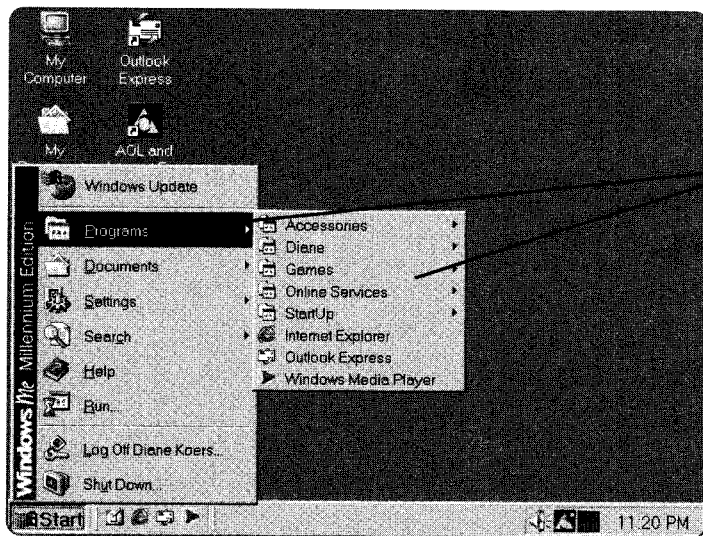 My
Computer
Outlook
Express
My
AOL and
Windows Update
Programs
Documents
Settings
Search
Help
Run...
Log Off Diane Koers...
Shut Down...
Windows Me Millennium Edition
Accessories
Diane
Games
Online Services
StartUp
Internet Explorer
Outlook Express
Windows Media Player
Start
11:20 PM